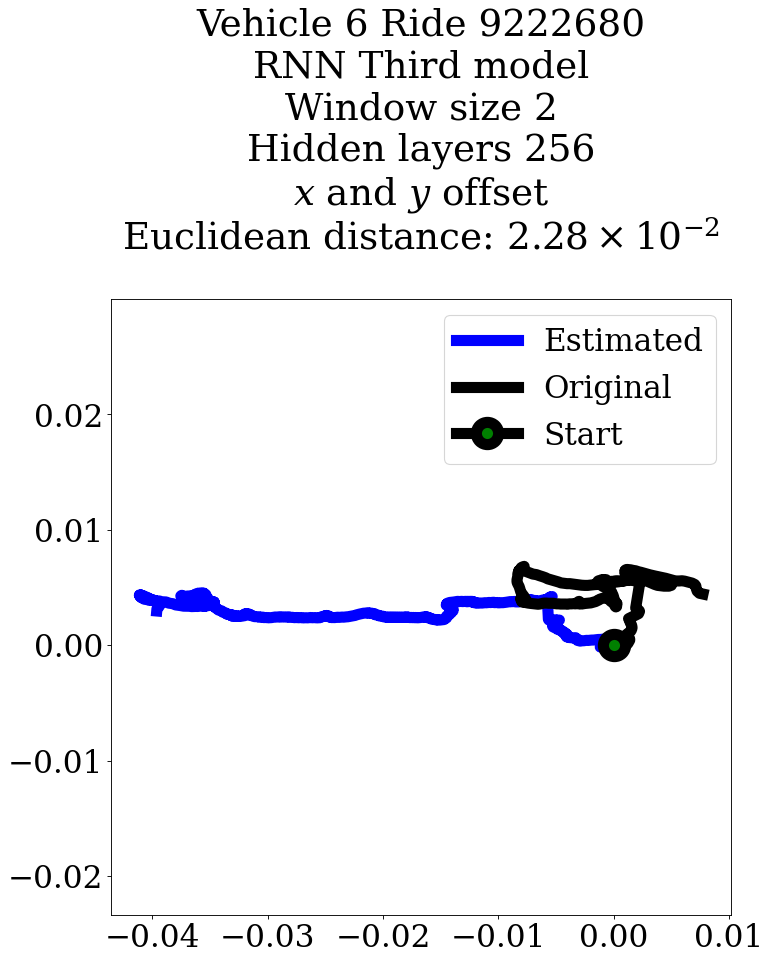 Vehicle 6 Ride 9222680
RNN Third model
Window size 2
Hidden layers 256
x and y offset
Euclidean distance: 2.28 × 10⁻²
Estimated
Original
Start
0.02
0.01
0.00
−0.01
−0.02
−0.04 −0.03 −0.02 −0.01 0.00 0.01